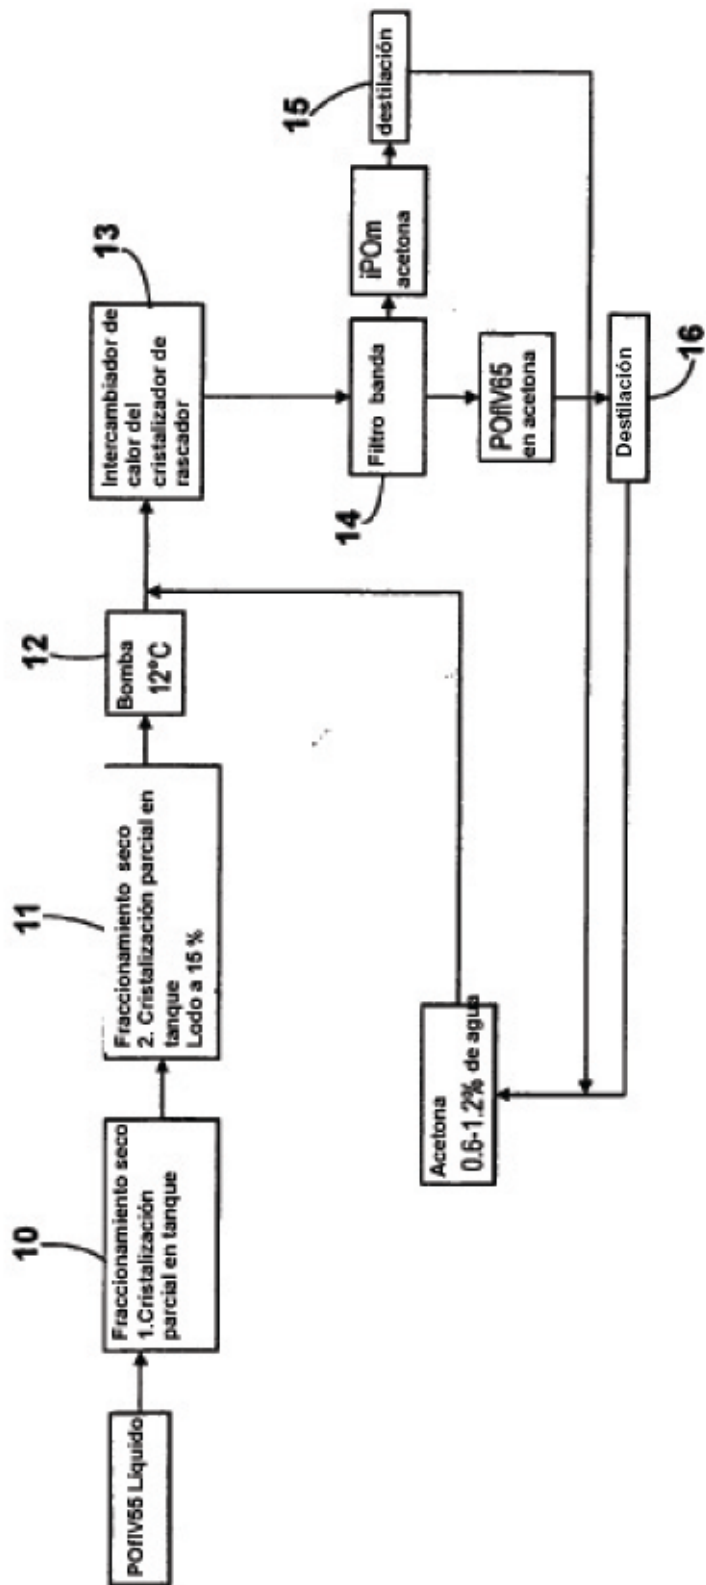 POfIV55 Líquido
10
Fraccionamiento seco
1.Cristalización
parcial en tanque
11
Fraccionamiento seco
2. Cristalización parcial en
tanque
Lodo a 15 %
12
Bomba
12°C
13
Intercambiador de
calor del
cristalizador de
rascador
Acetona
0.6-1.2% de agua
14
Filtro banda
iPOm
acetona
15
destilación
POfIV65
en acetona
Destilación
16